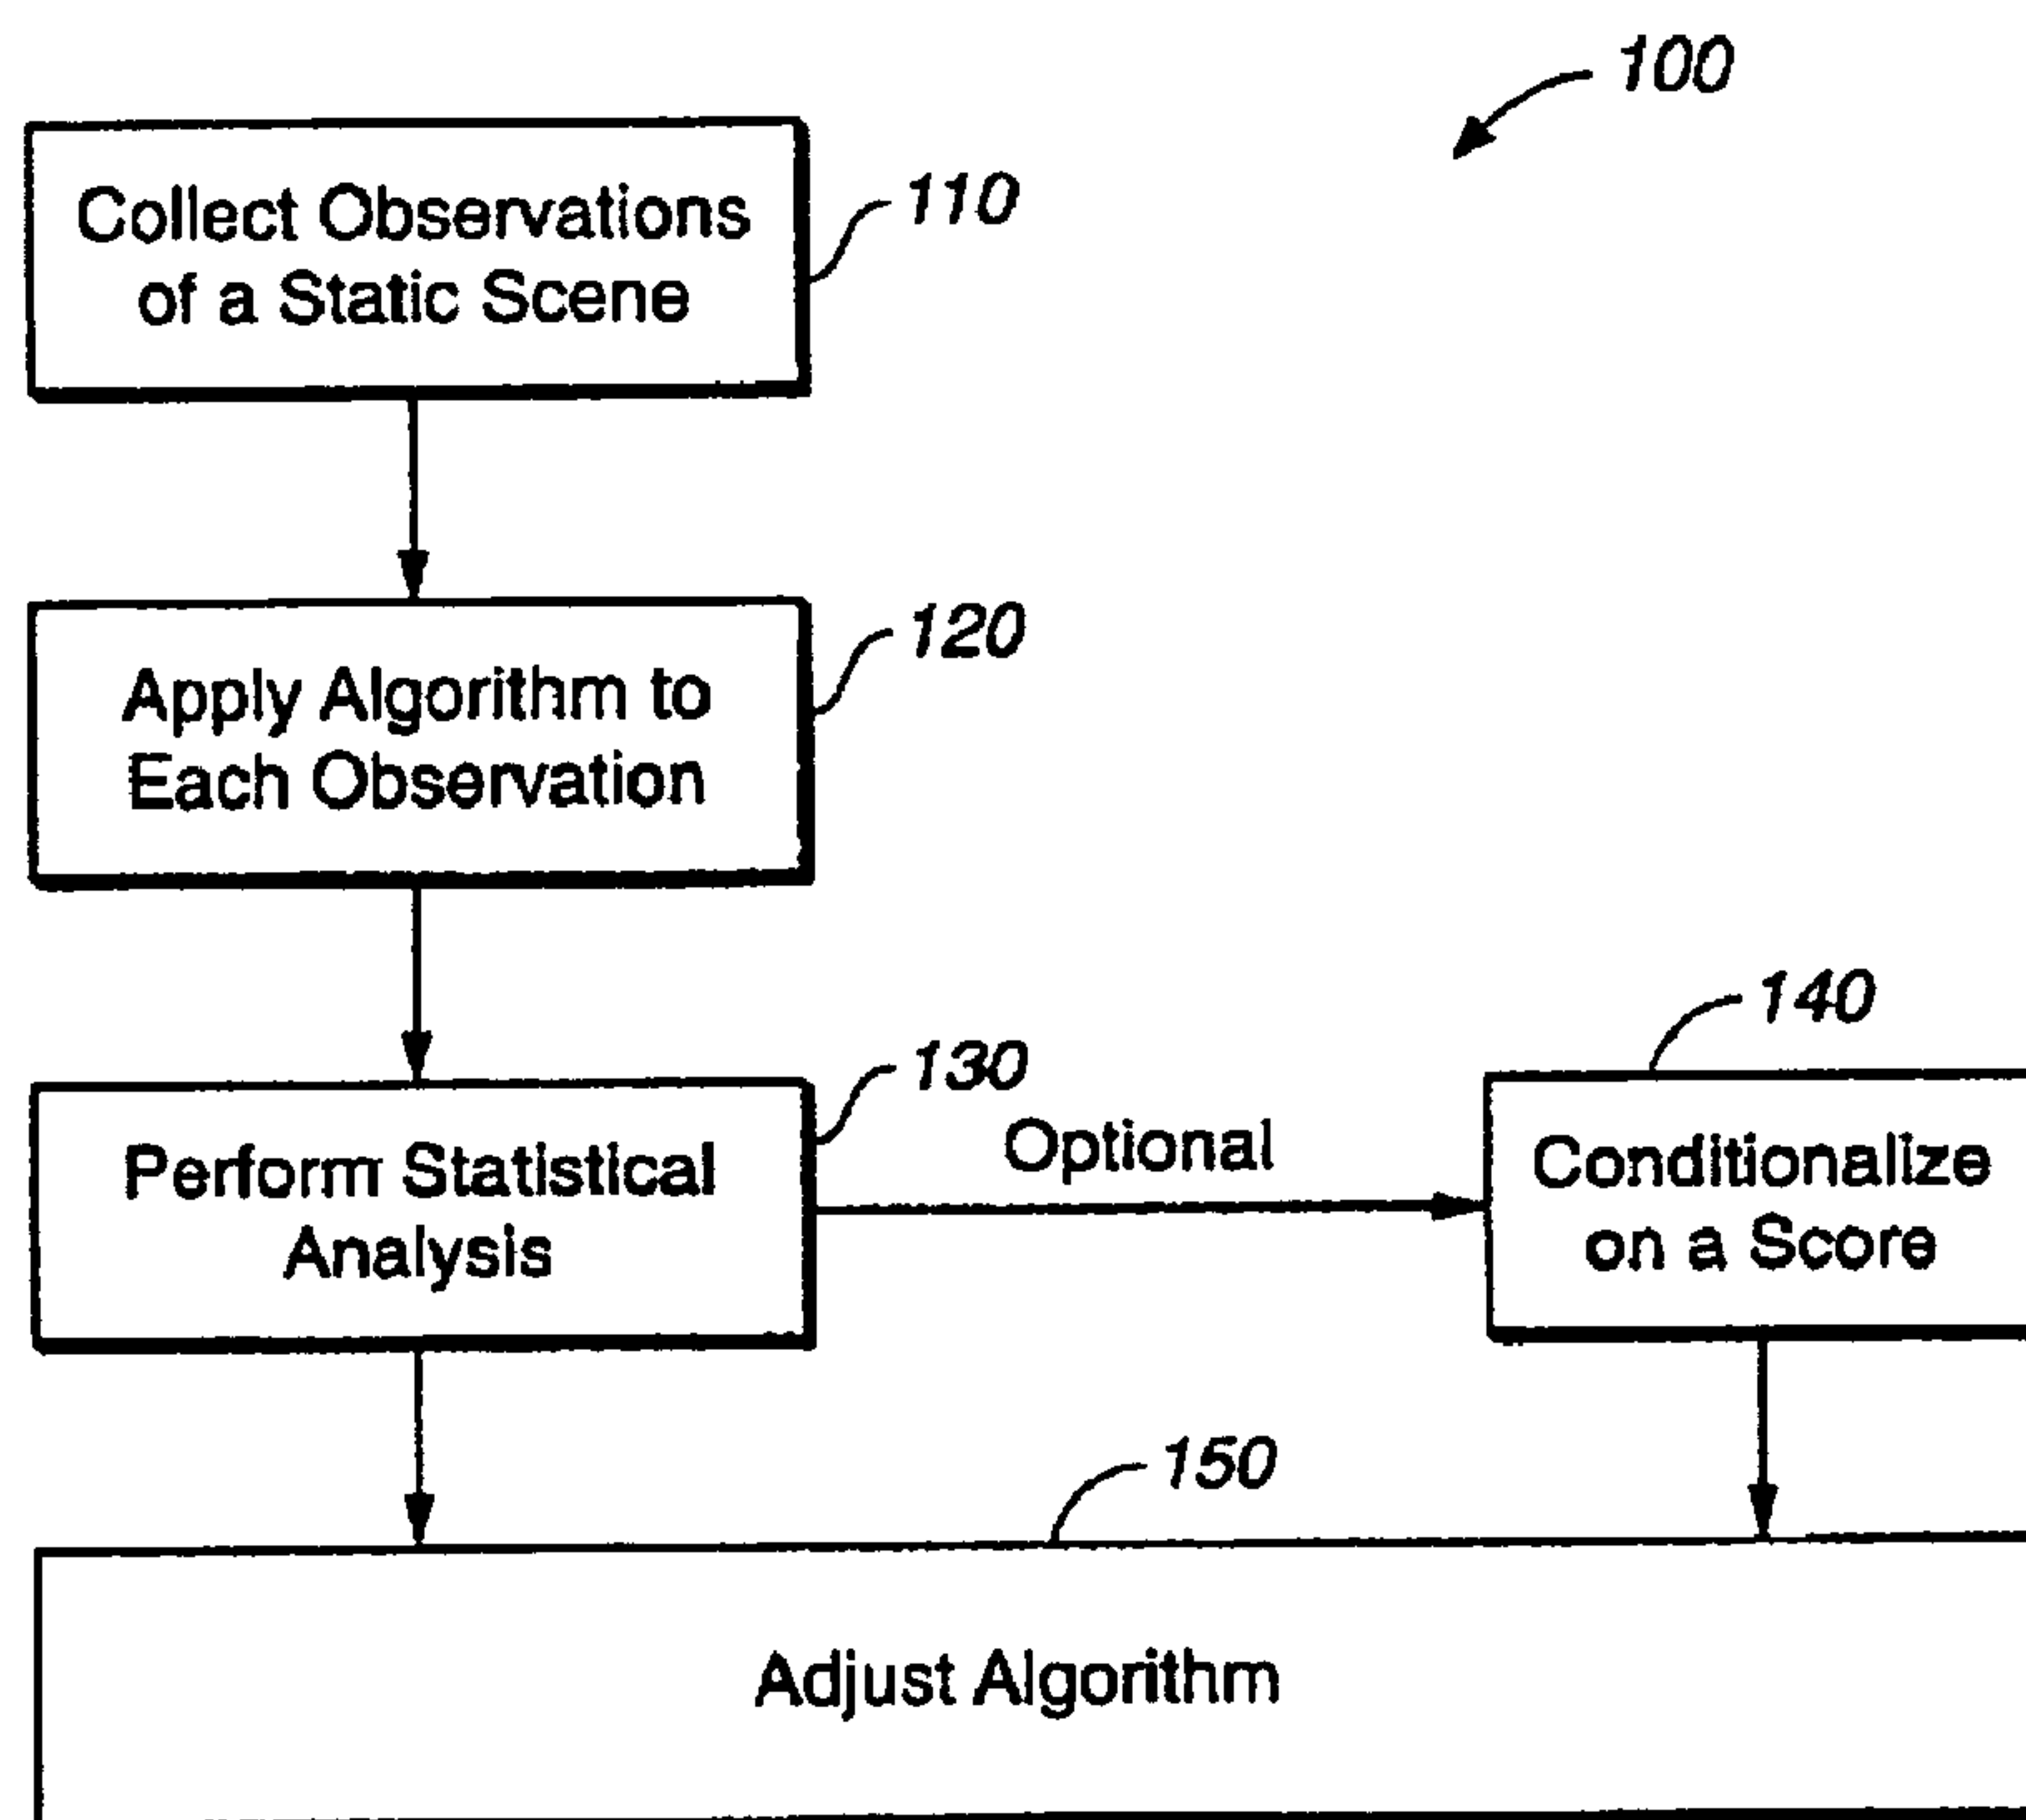 100
Collect Observations
of a Static Scene
110
Apply Algorithm to
Each Observation
120
Perform Statistical
Analysis
130
Optional
140
Conditionalize
on a Score
150
Adjust Algorithm